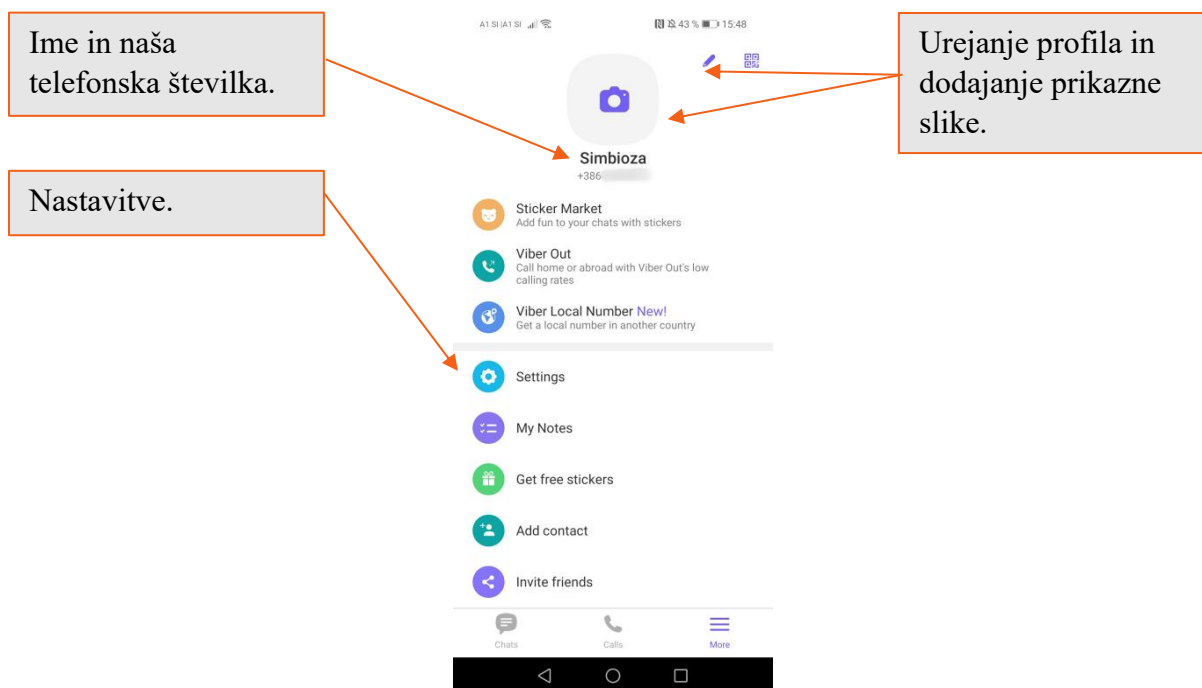 Ime in naša
telefonska številka.
Nastavitve.
A1 SI |A1 SI
43 % 15:48
Urejanje profila in
dodajanje prikazne
slike.
Simbioza
+386
Sticker Market
Add fun to your chats with stickers
Viber Out
Call home or abroad with Viber Out's low
calling rates
Viber Local Number New!
Get a local number in another country
Settings
My Notes
Get free stickers
Add contact
Invite friends
Chats
Calls
More